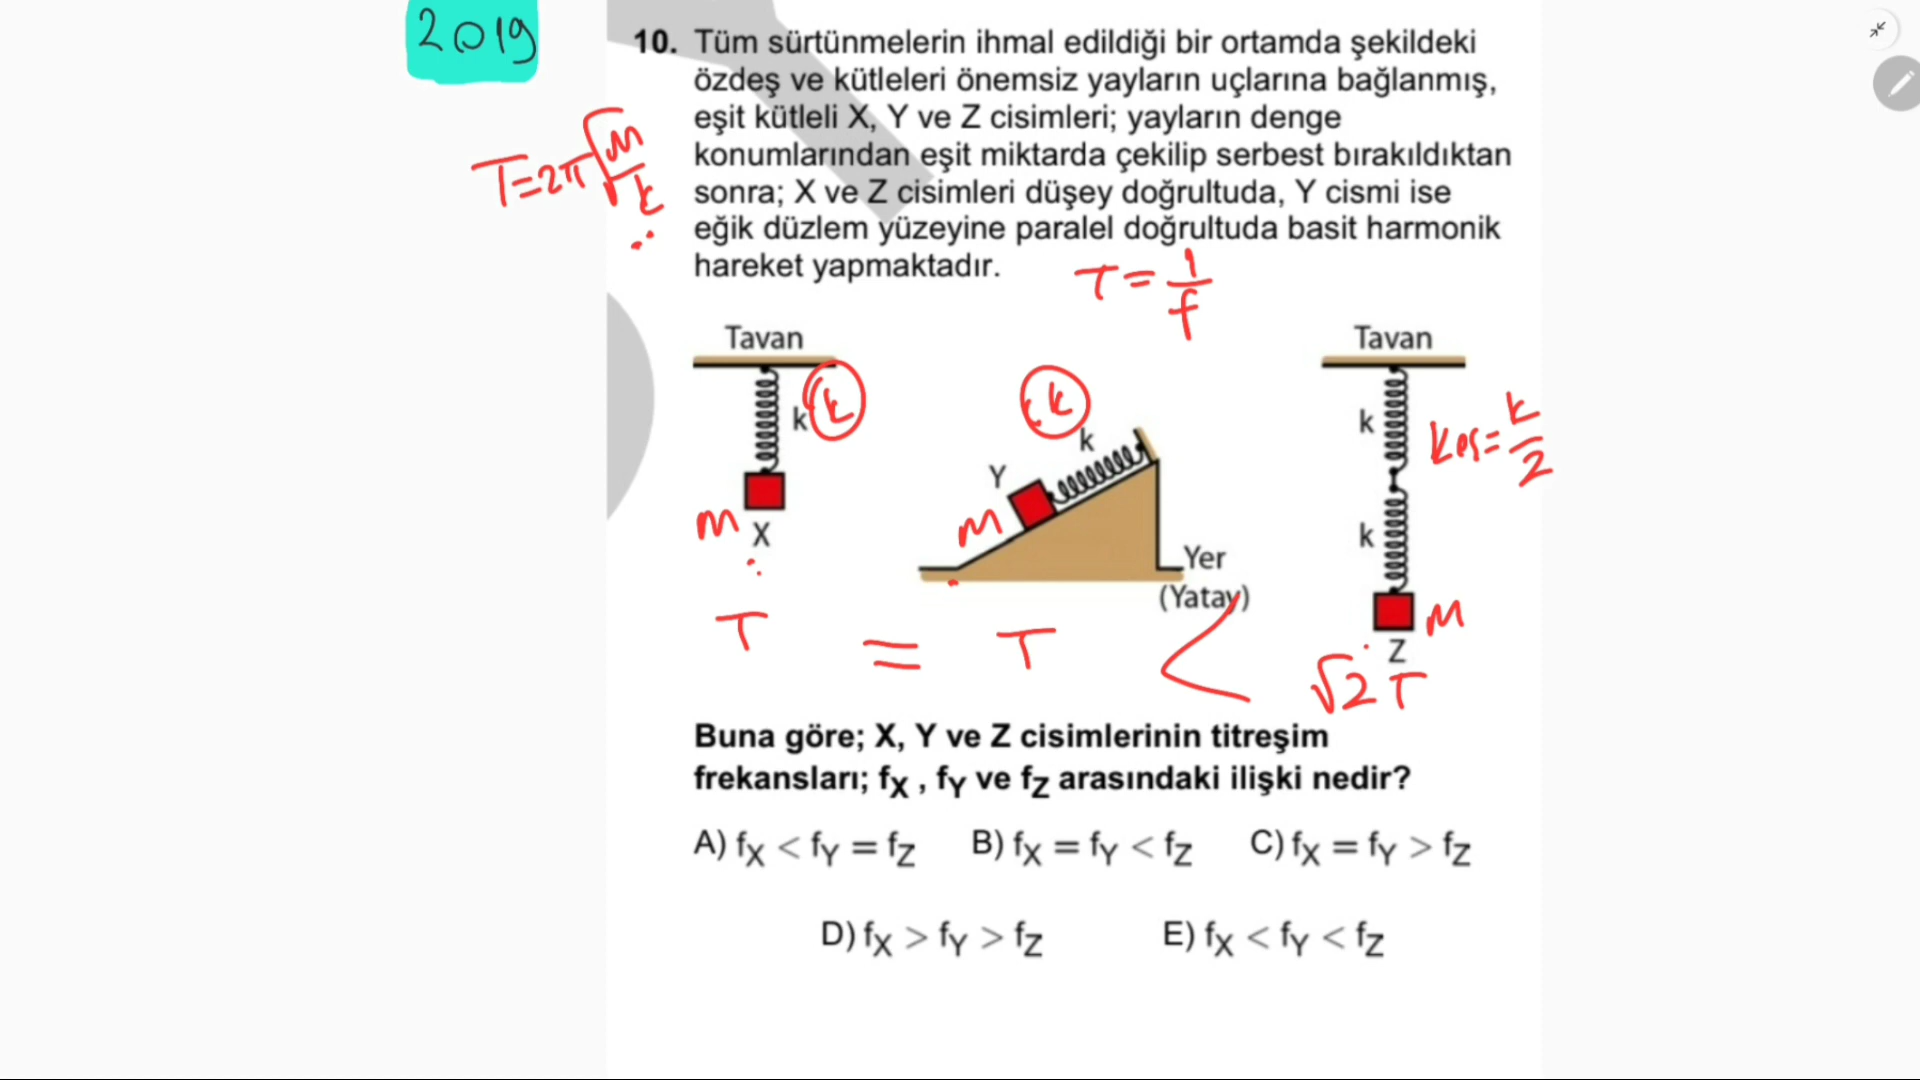 2019
10. Tüm sürtünmelerin ihmal edildiği bir ortamda şekildeki
özdeş ve kütleleri önemsiz yayların uçlarına bağlanmış,
eşit kütleli X, Y ve Z cisimleri; yayların denge
konumlarından eşit miktarda çekilip serbest bırakıldıktan
sonra; X ve Z cisimleri düşey doğrultuda, Y cismi ise
eğik düzlem yüzeyine paralel doğrultuda basit harmonik
hareket yapmaktadır.
T=2π√m/k
T=1/f
Tavan
k
k
m
X
T
=
k
k
Y
m
Yer
(Yatay)
T
<
Tavan
k
keş=k/2
k
m
Z
√2T
Buna göre; X, Y ve Z cisimlerinin titreşim
frekansları; fX , fY ve fZ arasındaki ilişki nedir?
A) fX < fY = fZ B) fX = fY < fZ C) fX = fY > fZ
D) fX > fY > fZ E) fX < fY < fZ